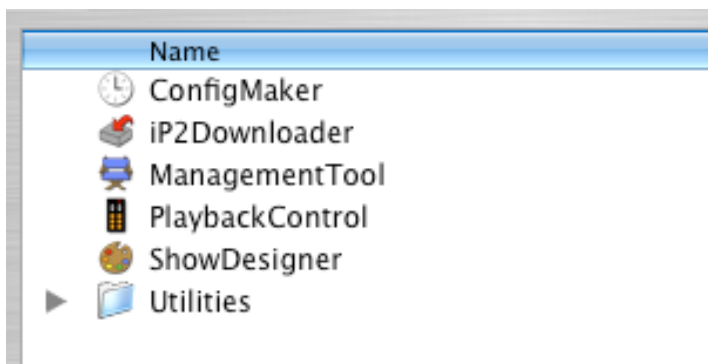 Name
ConfigMaker
iP2Downloader
ManagementTool
PlaybackControl
ShowDesigner
Utilities